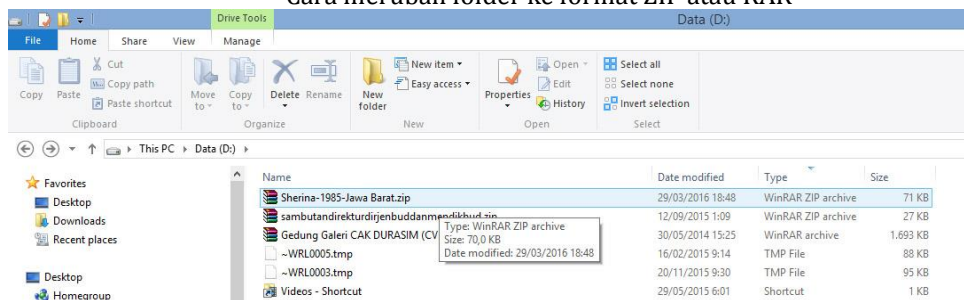 Cara merubah folder ke format ZIP atau RAR
Drive Tools
Data (D:)
File Home Share View Manage
Copy
Paste
Cut
Copy path
Paste shortcut
Move to
Copy to
Delete
Rename
New folder
New item
Easy access
Properties
Open
Edit
History
Select all
Select none
Invert selection
Clipboard Organize New Open Select
This PC Data (D:)
Favorites
Desktop
Downloads
Recent places
Desktop
Homegroup
Name Date modified Type Size
Sherina-1985-Jawa Barat.zip 29/03/2016 18:48 WinRAR ZIP archive 71 KB
sambutandirekturdirjenbuddanmendikbud.zip 12/09/2015 1:09 WinRAR ZIP archive 27 KB
Gedung Galeri CAK DURASIM (CV 30/05/2014 15:25 WinRAR archive 1.693 KB
~WRL0005.tmp 16/02/2015 9:14 TMP File 88 KB
~WRL0003.tmp 20/11/2015 9:30 TMP File 95 KB
Videos - Shortcut 29/05/2015 6:01 Shortcut 1 KB
Type: WinRAR ZIP archive
Size: 70,0 KB
Date modified: 29/03/2016 18:48